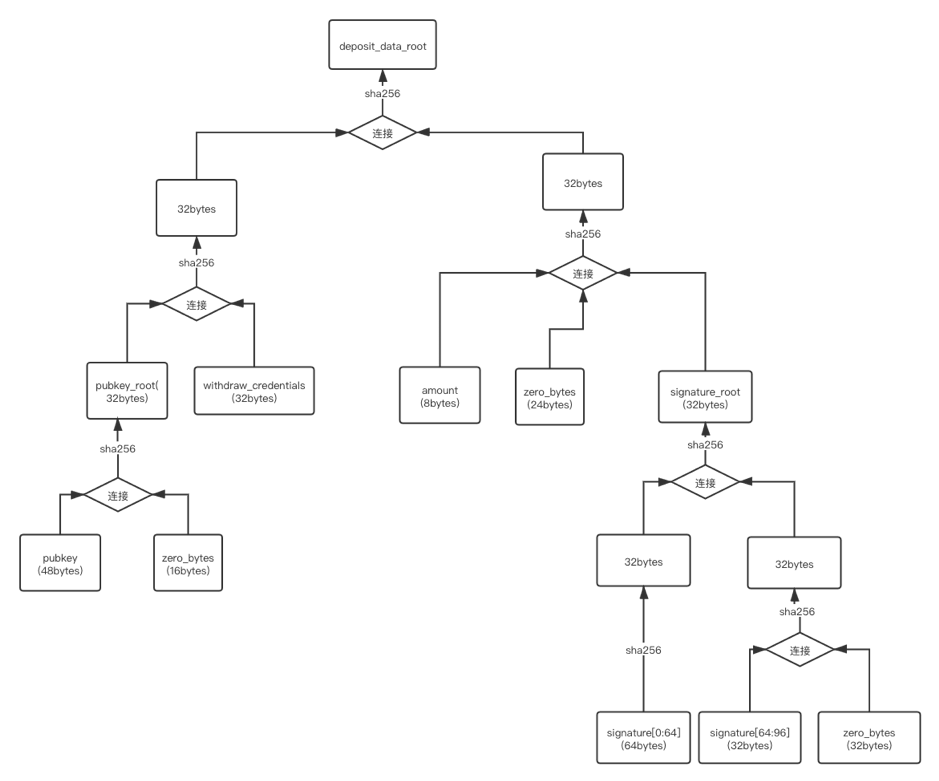 deposit_data_root
sha256
连接
32bytes
32bytes
sha256
sha256
连接
连接
pubkey_root(
32bytes)
withdraw_credentials
(32bytes)
amount
(8bytes)
zero_bytes
(24bytes)
signature_root
(32bytes)
sha256
sha256
连接
连接
pubkey
(48bytes)
zero_bytes
(16bytes)
32bytes
32bytes
sha256
sha256
连接
signature[0:64]
(64bytes)
signature[64:96]
(32bytes)
zero_bytes
(32bytes)